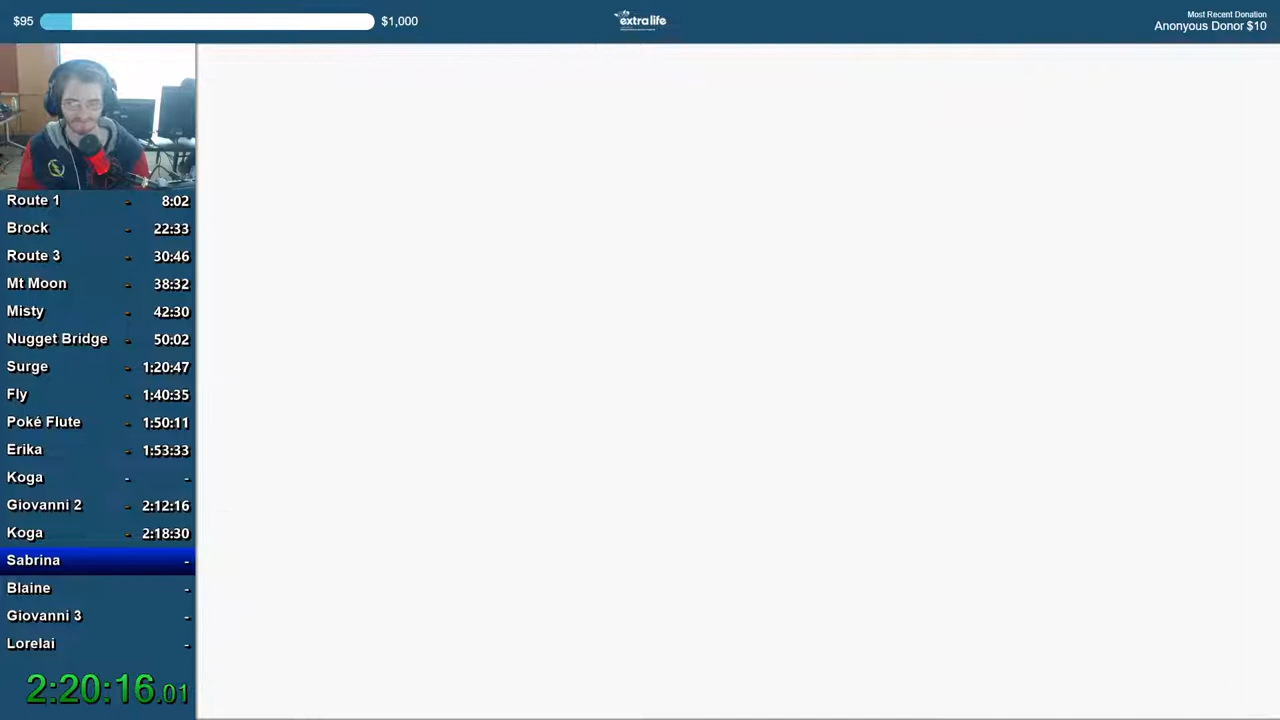 $95
$1,000
extralife
Most Recent Donation
Anonyous Donor $10
Route 1 - 8:02
Brock - 22:33
Route 3 - 30:46
Mt Moon - 38:32
Misty - 42:30
Nugget Bridge - 50:02
Surge - 1:20:47
Fly - 1:40:35
Poké Flute - 1:50:11
Erika - 1:53:33
Koga - -
Giovanni 2 - 2:12:16
Koga - 2:18:30
Sabrina -
Blaine -
Giovanni 3 -
Lorelai -
2:20:16.01